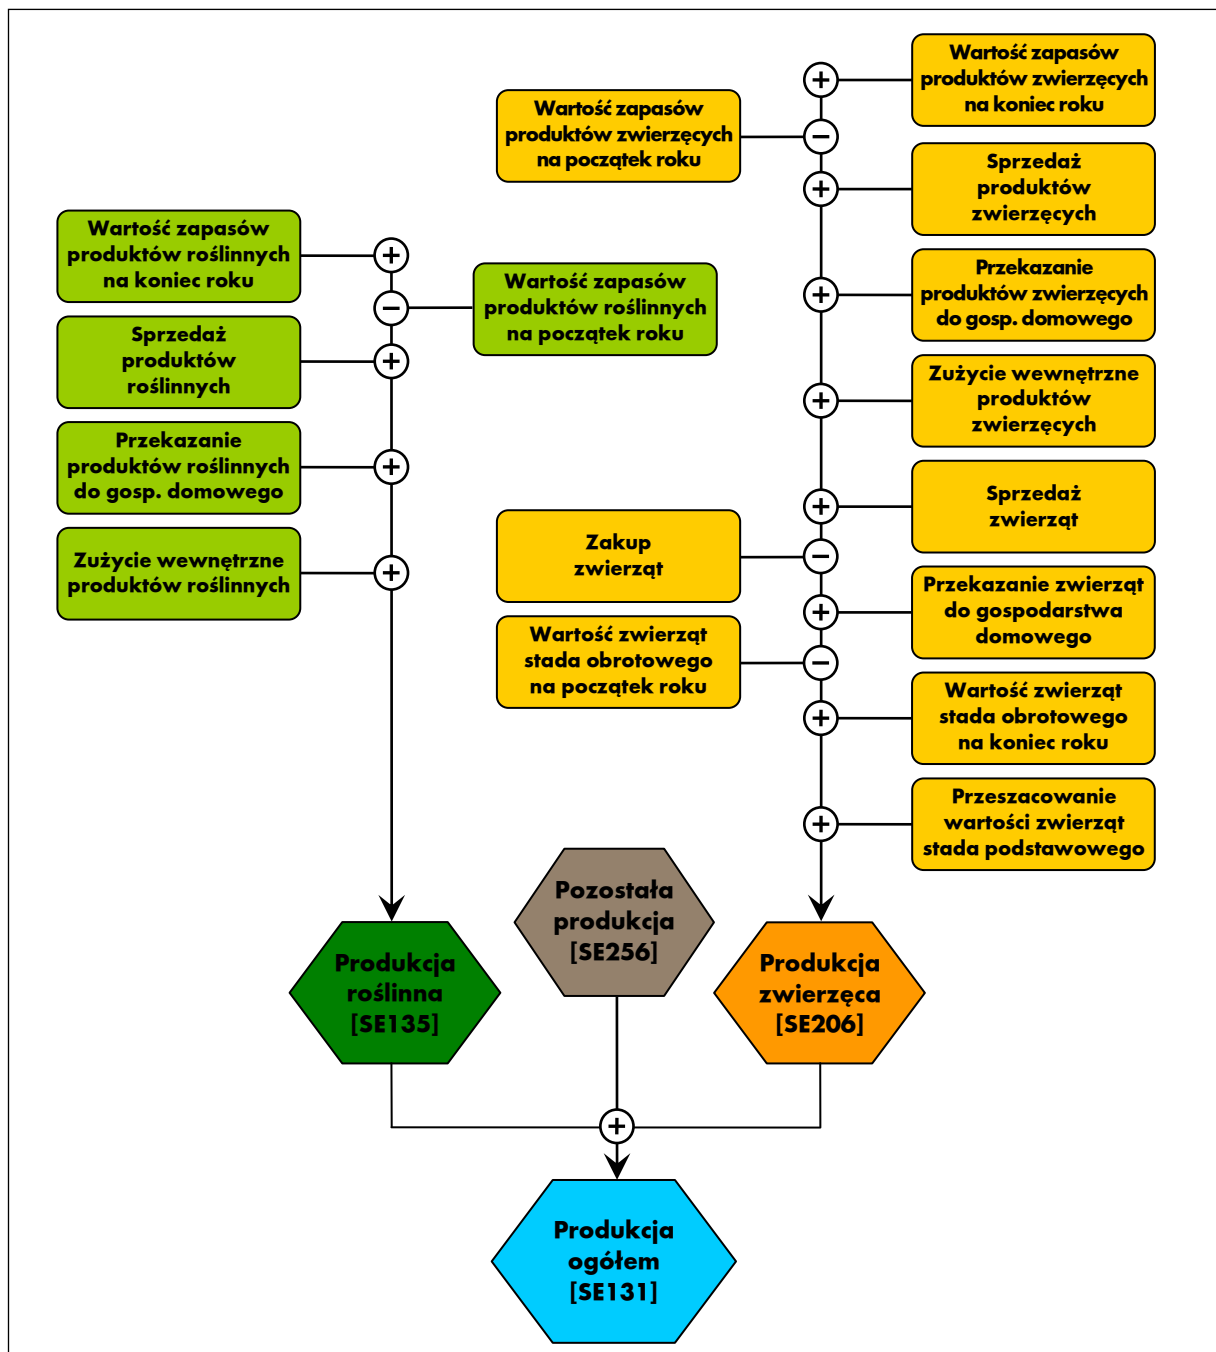 Wartość zapasów
produktów roślinnych
na koniec roku
Wartość zapasów
produktów roślinnych
na początek roku
Sprzedaż
produktów
roślinnych
Przekazanie
produktów roślinnych
do gosp. domowego
Zużycie wewnętrzne
produktów roślinnych
Wartość zapasów
produktów zwierzęcych
na koniec roku
Wartość zapasów
produktów zwierzęcych
na początek roku
Sprzedaż
produktów
zwierzęcych
Przekazanie
produktów zwierzęcych
do gosp. domowego
Zużycie wewnętrzne
produktów
zwierzęcych
Sprzedaż
zwierząt
Zakup
zwierząt
Przekazanie zwierząt
do gospodarstwa
domowego
Wartość zwierząt
stada obrotowego
na początek roku
Wartość zwierząt
stada obrotowego
na koniec roku
Przeszacowanie
wartości zwierząt
stada podstawowego
Produkcja
roślinna
[SE135]
Pozostała
produkcja
[SE256]
Produkcja
zwierzęca
[SE206]
Produkcja
ogółem
[SE131]